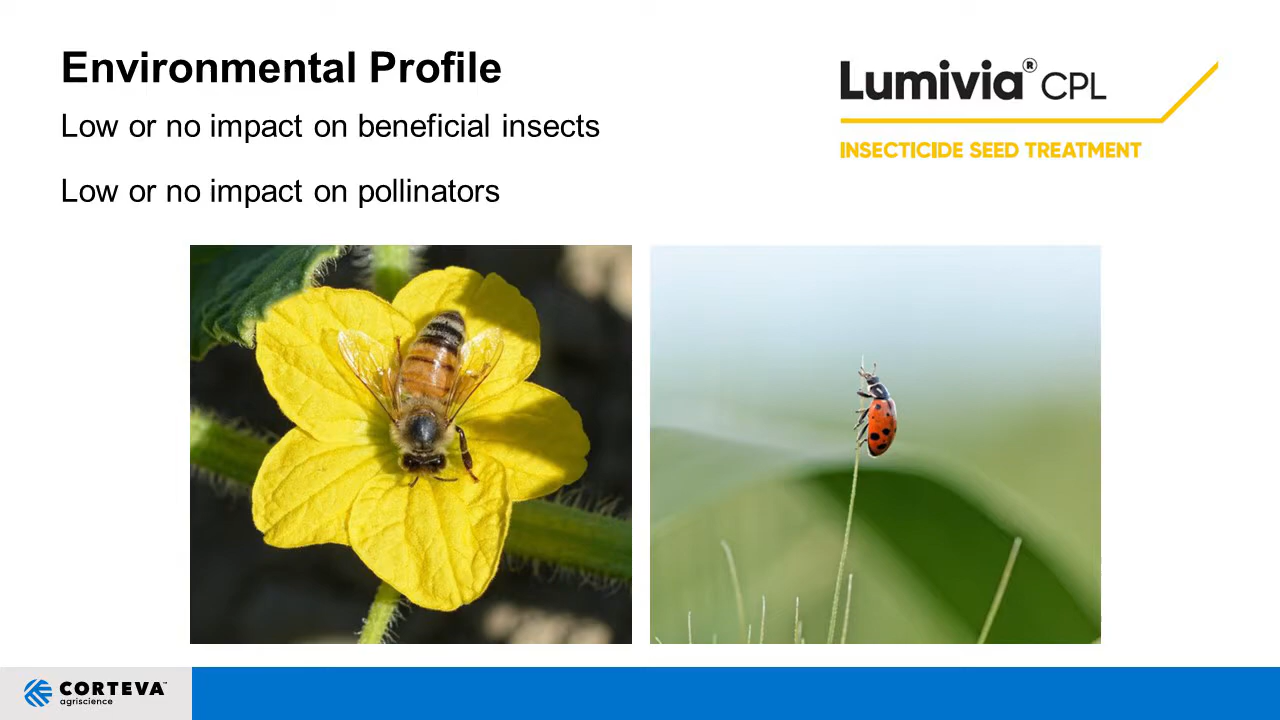 Environmental Profile
Low or no impact on beneficial insects
Low or no impact on pollinators
Lumivia® CPL
INSECTICIDE SEED TREATMENT
CORTEVA™
agriscience